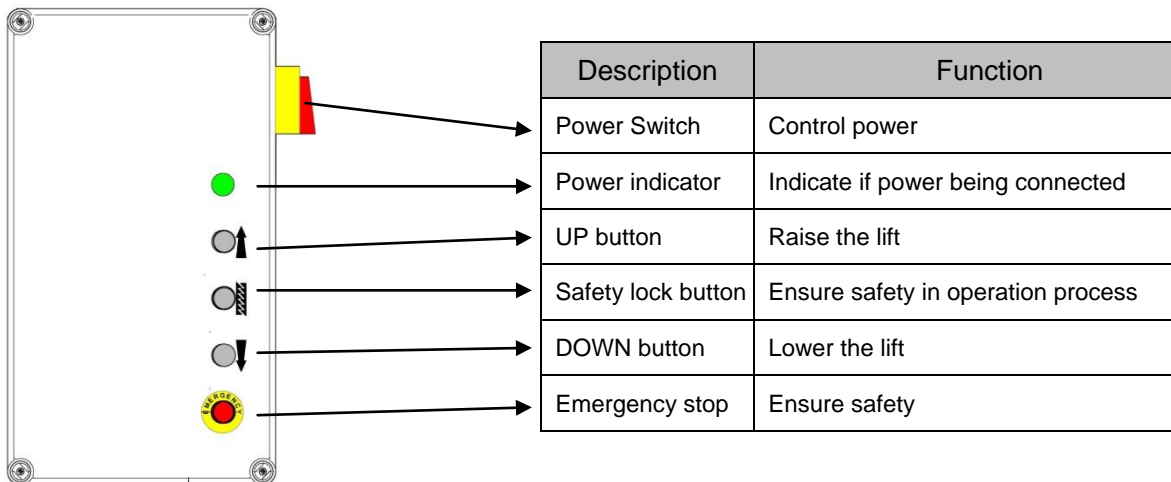 Description Function
Power Switch Control power
Power indicator Indicate if power being connected
UP button Raise the lift
Safety lock button Ensure safety in operation process
DOWN button Lower the lift
EMERGENCY
Emergency stop Ensure safety